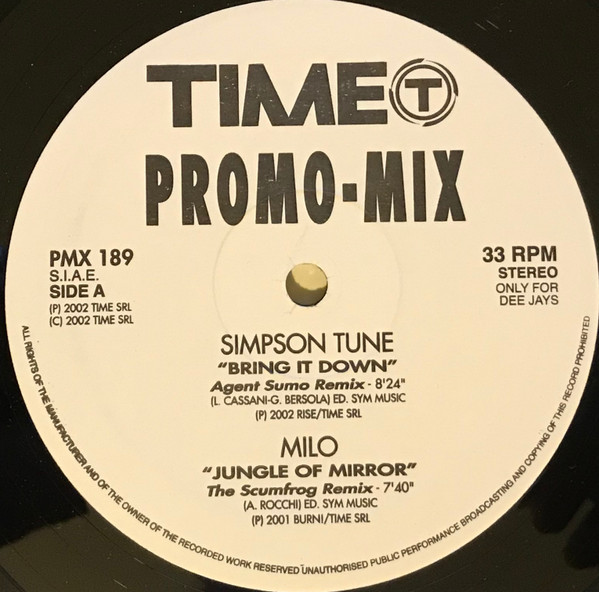 TIME T
PROMO-MIX
PMX 189
S.I.A.E.
SIDE A
(P) 2002 TIME SRL
(C) 2002 TIME SRL
33 RPM
STEREO
ONLY FOR
DEE JAYS
SIMPSON TUNE
"BRING IT DOWN"
Agent Sumo Remix - 8'24"
(L. CASSANI-G. BERSOLA) ED. SYM MUSIC
(P) 2002 RISE/TIME SRL
MILO
"JUNGLE OF MIRROR"
The Scumfrog Remix - 7'40"
(A. ROCCHI) ED. SYM MUSIC
(P) 2001 BURNI/TIME SRL
ALL RIGHTS OF THE MANUFACTURER AND OF THE OWNER OF THE RECORDED WORK RESERVED UNAUTHORISED PUBLIC PERFORMANCE BROADCASTING AND COPYING OF THIS RECORD PROHIBITED